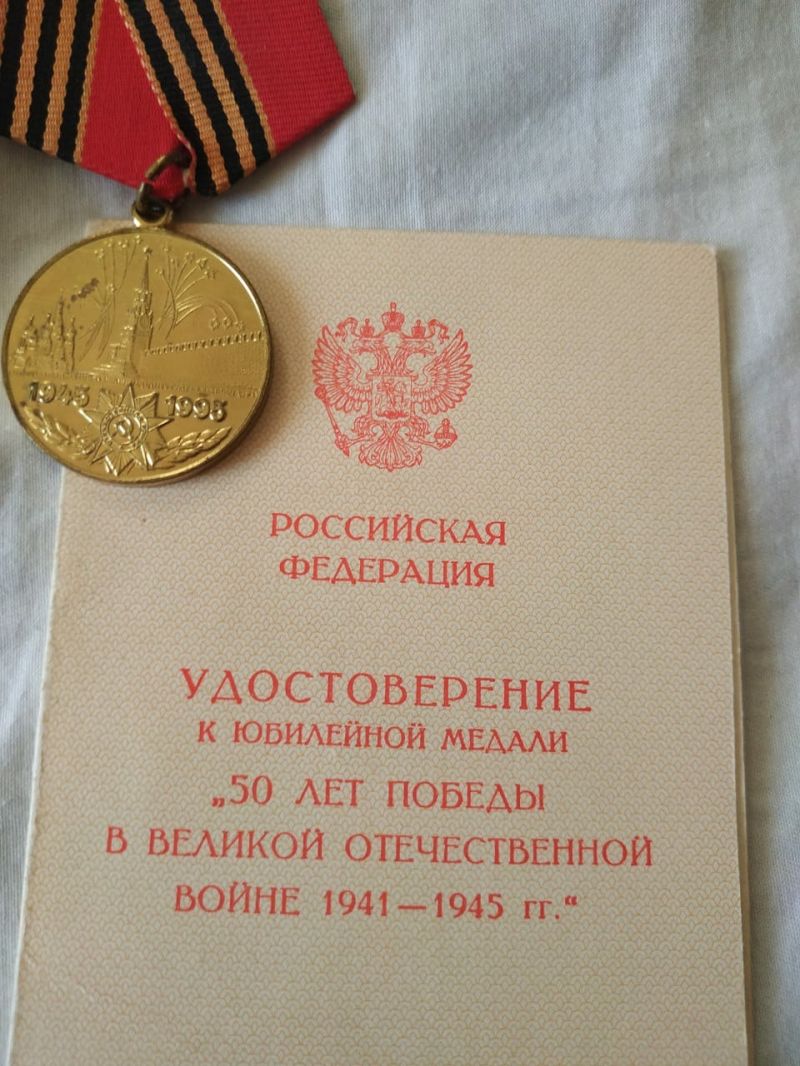 1945 1995
РОССИЙСКАЯ
ФЕДЕРАЦИЯ
УДОСТОВЕРЕНИЕ
К ЮБИЛЕЙНОЙ МЕДАЛИ
„50 ЛЕТ ПОБЕДЫ
В ВЕЛИКОЙ ОТЕЧЕСТВЕННОЙ
ВОЙНЕ 1941—1945 гг.“